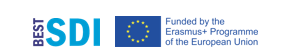 BEST
SDI
Funded by the
Erasmus+ Programme
of the European Union